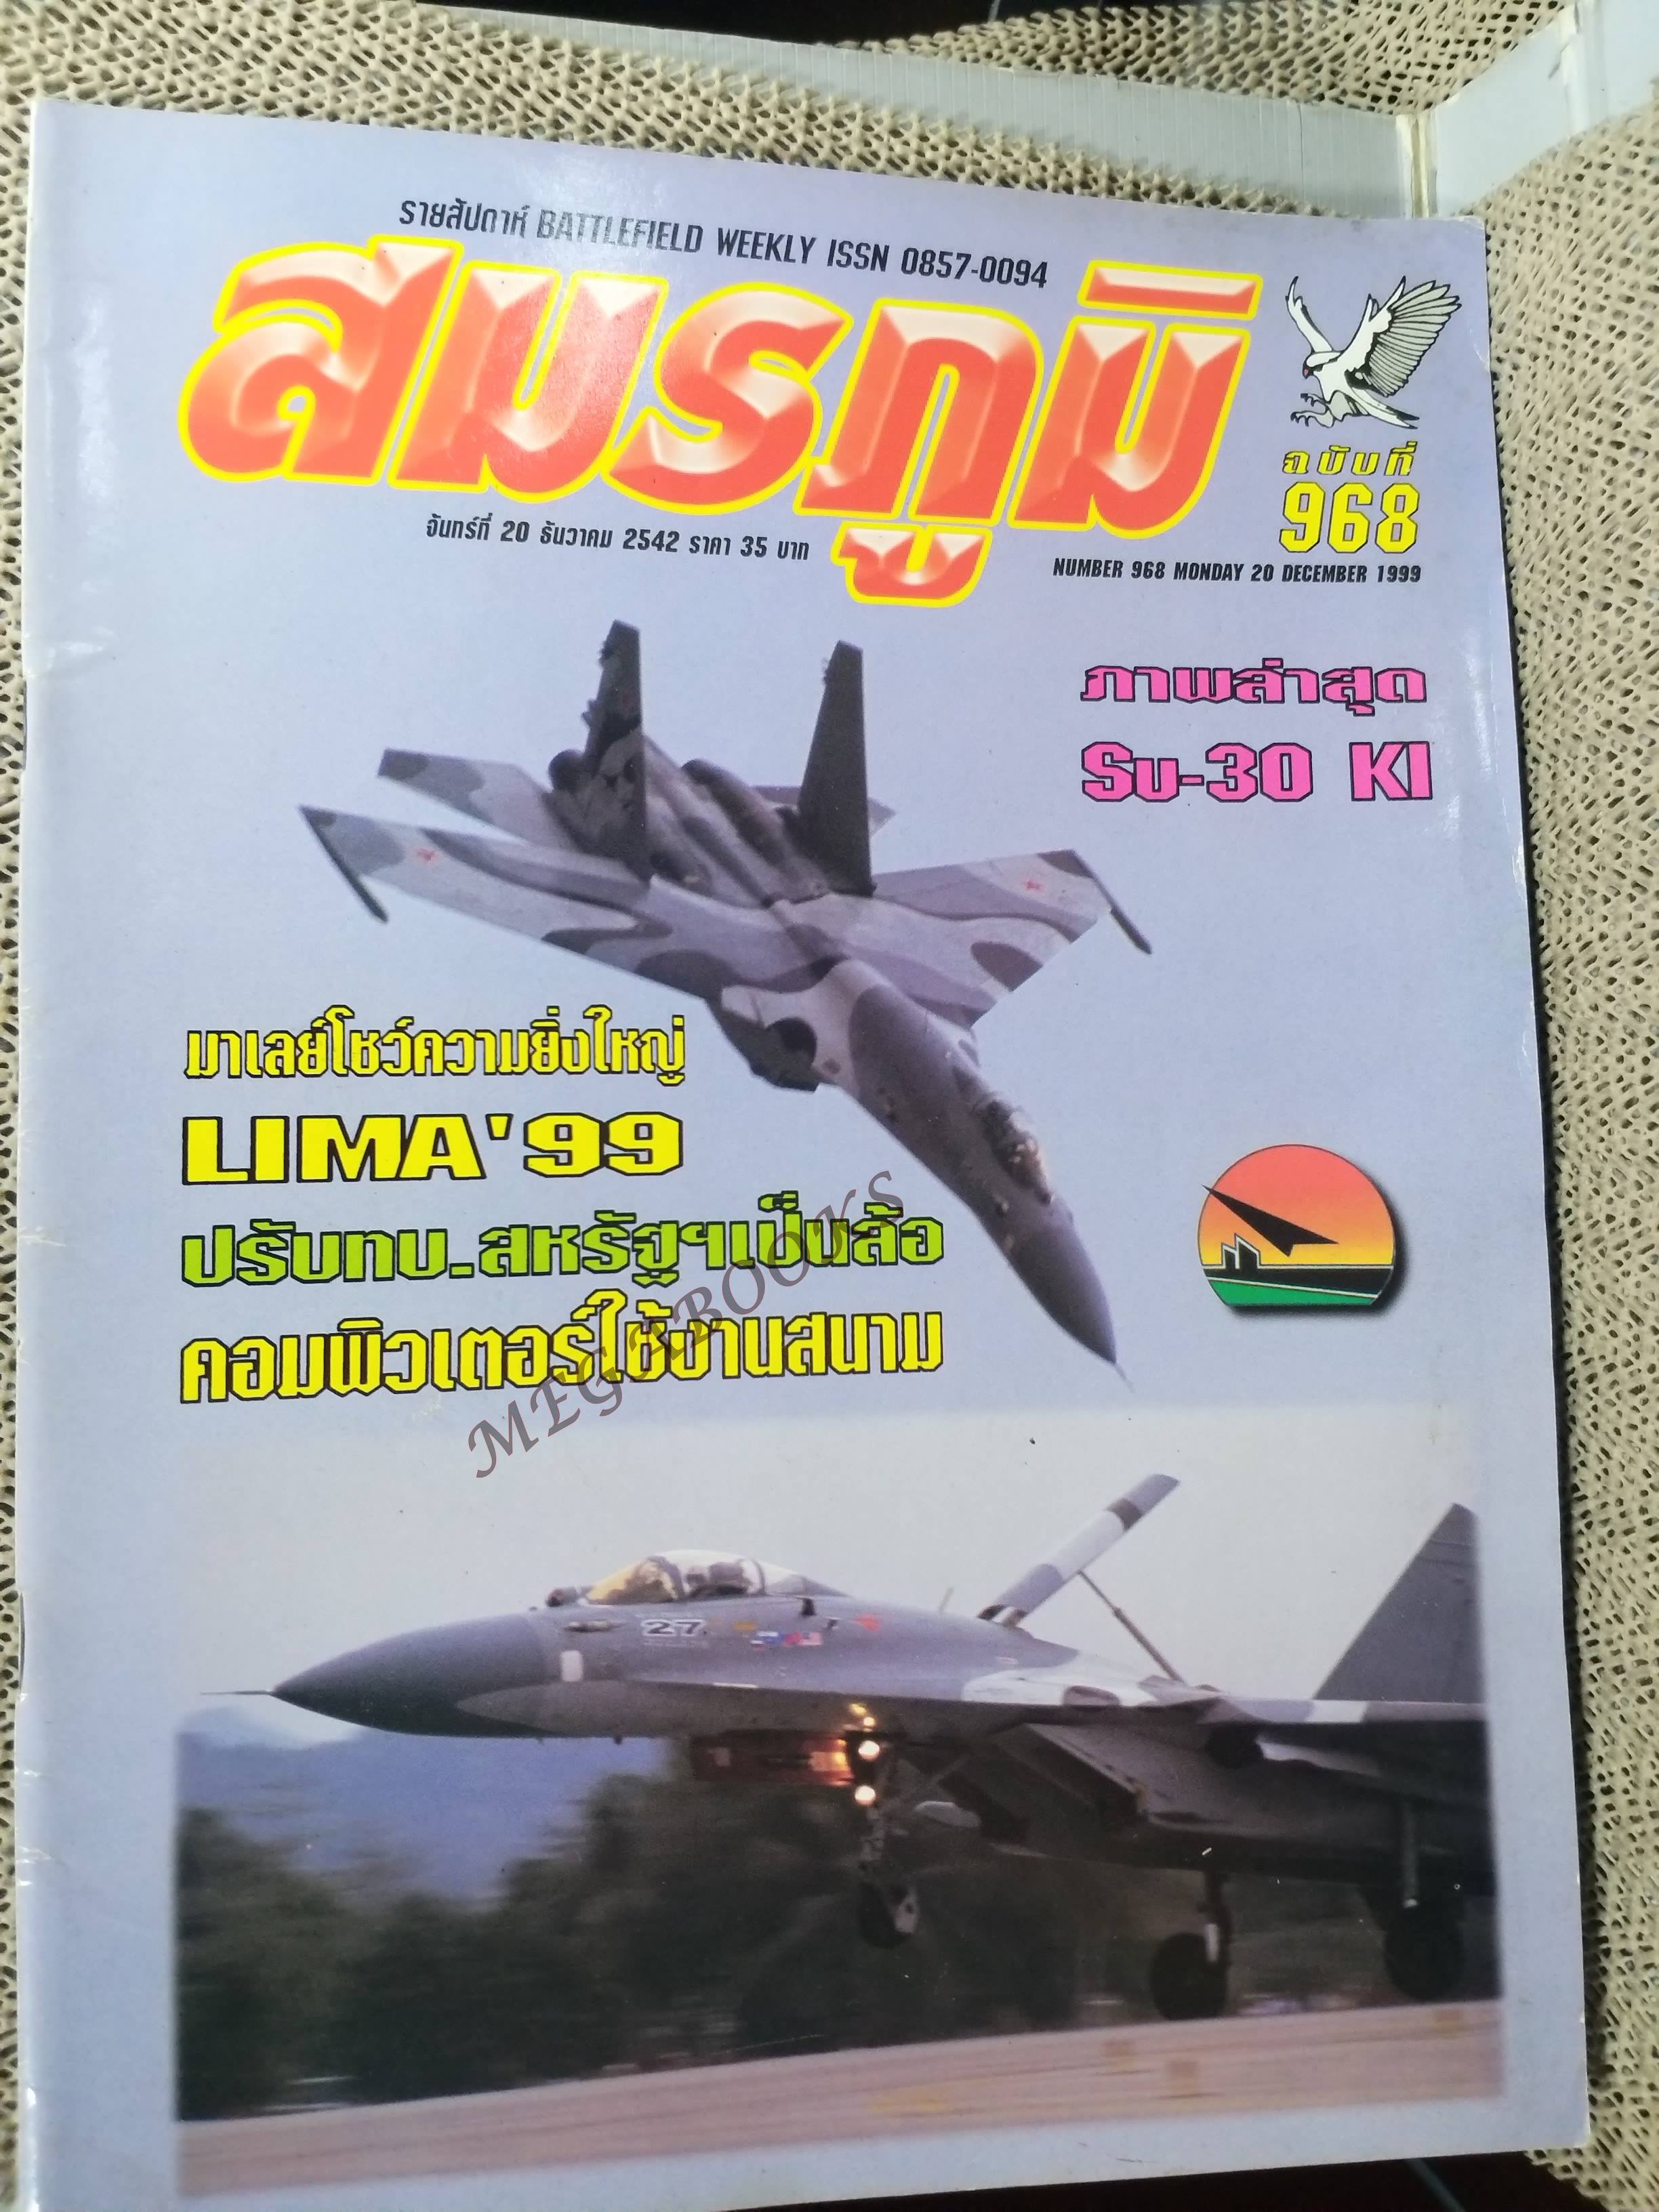 รายสัปดาห์ BATTLEFIELD WEEKLY ISSN 0857-0094
สมรภูมิ
ฉบับที่
968
จันทร์ที่ 20 ธันวาคม 2542 ราคา 35 บาท
NUMBER 968 MONDAY 20 DECEMBER 1999
ภาพล่าสุด
Su-30 KI
มาเลย์โชว์ความยิ่งใหญ่
LIMA'99
ปรับทบ.สหรัฐฯเป็นล้อ
คอมพิวเตอร์ใช้งานสนาม
MEGABOOKS
27